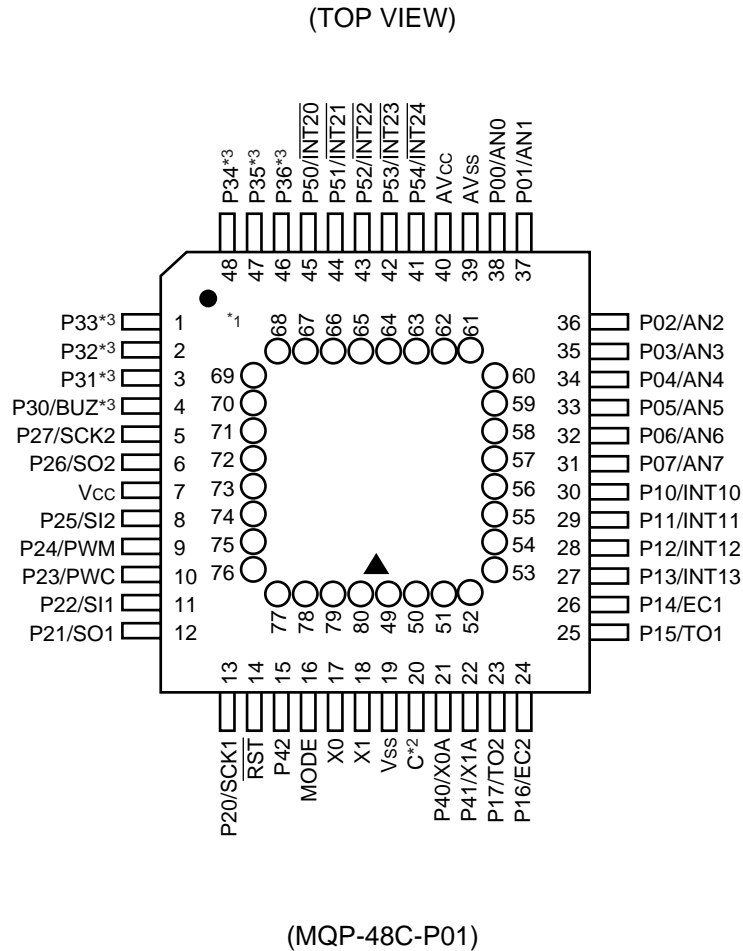 (TOP VIEW)
P34*3
P35*3
P36*3
P50/INT20
P51/INT21
P52/INT22
P53/INT23
P54/INT24
AVCC
AVSS
P00/AN0
P01/AN1
48
47
46
45
44
43
42
41
40
39
38
37
P33*3 1
P32*3 2
P31*3 3
P30/BUZ*3 4
P27/SCK2 5
P26/SO2 6
VCC 7
P25/SI2 8
P24/PWM 9
P23/PWC 10
P22/SI1 11
P21/SO1 12
*1
68
67
66
65
64
63
62
61
69
70
71
72
73
74
75
76
60
59
58
57
56
55
54
53
77
78
79
80
49
50
51
52
36 P02/AN2
35 P03/AN3
34 P04/AN4
33 P05/AN5
32 P06/AN6
31 P07/AN7
30 P10/INT10
29 P11/INT11
28 P12/INT12
27 P13/INT13
26 P14/EC1
25 P15/TO1
13
14
15
16
17
18
19
20
21
22
23
24
P20/SCK1
RST
P42
MODE
X0
X1
VSS
C*2
P40/X0A
P41/X1A
P17/TO2
P16/EC2
(MQP-48C-P01)